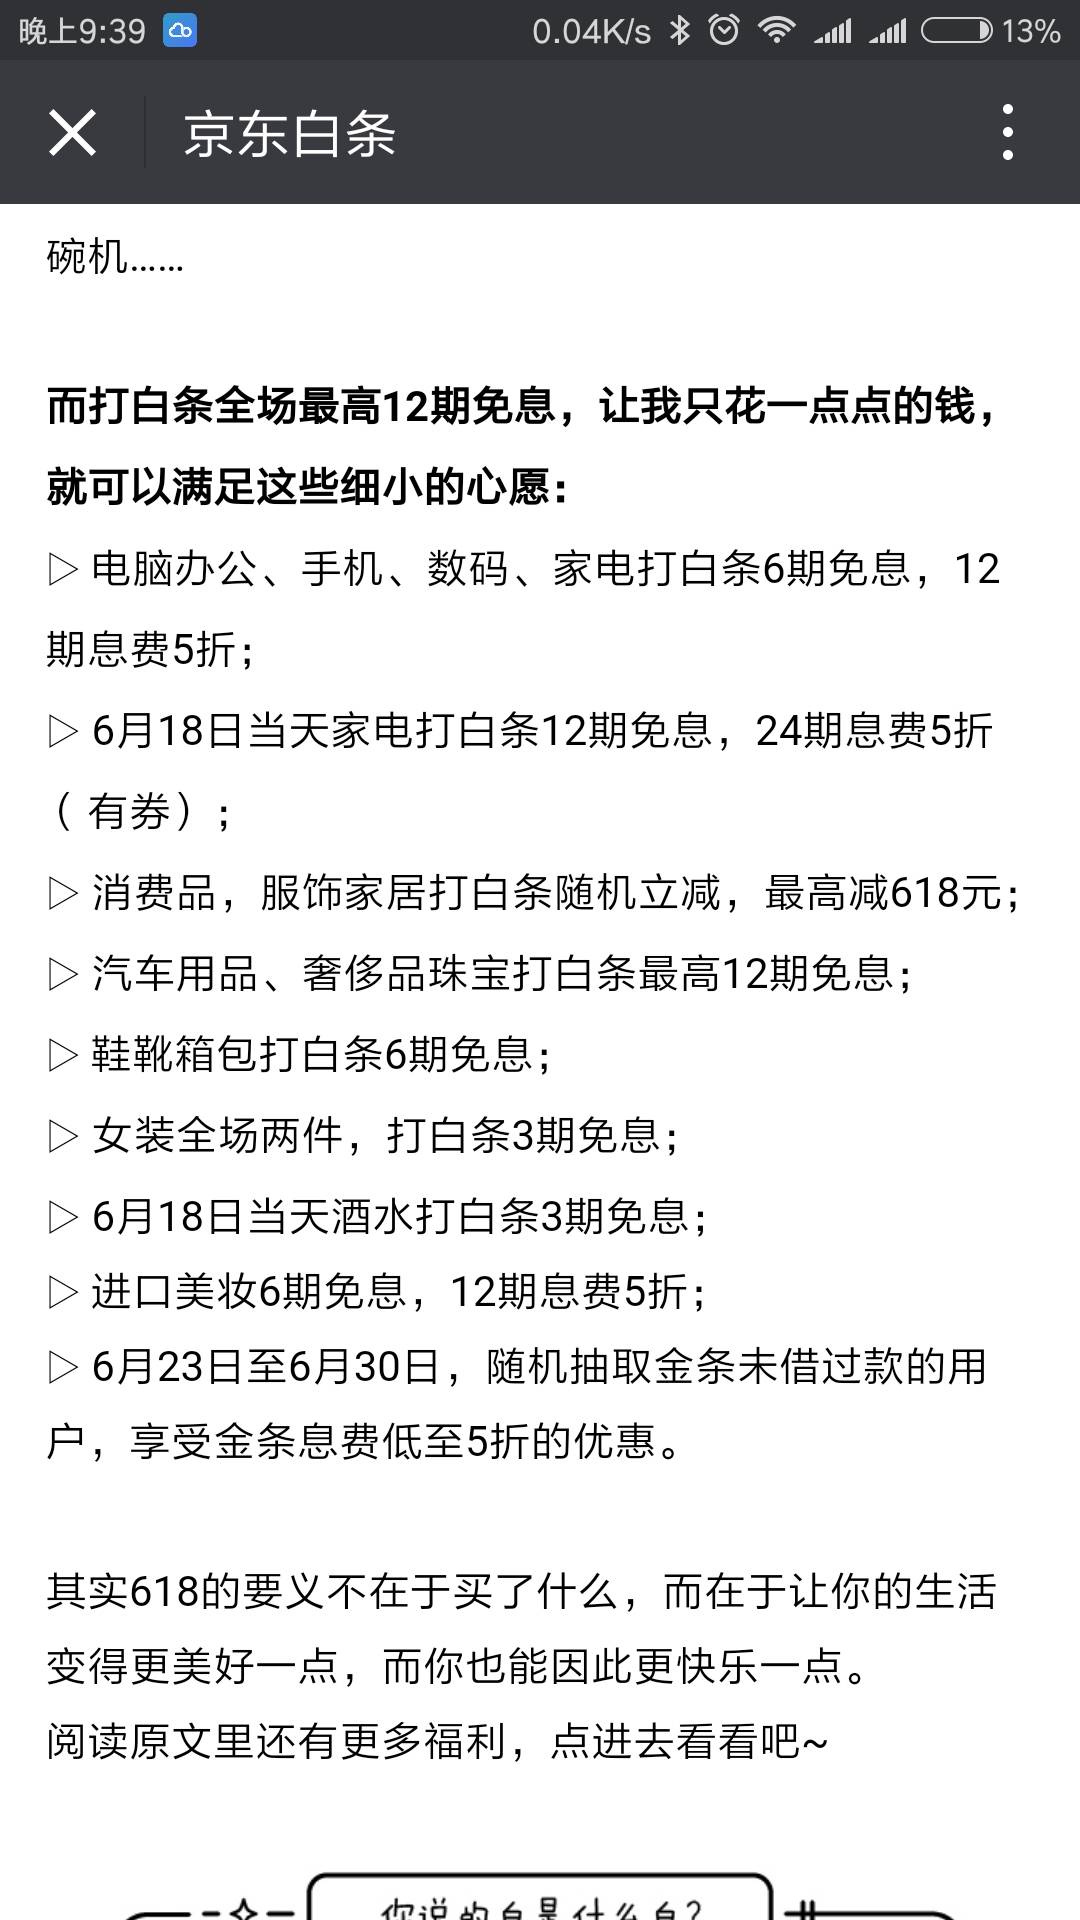 晚上9:39 0.04K/s 13%
京东白条
碗机……
而打白条全场最高12期免息，让我只花一点点的钱，
就可以满足这些细小的心愿：
▷ 电脑办公、手机、数码、家电打白条6期免息，12
期息费5折；
▷ 6月18日当天家电打白条12期免息，24期息费5折
（ 有券）；
▷ 消费品，服饰家居打白条随机立减，最高减618元；
▷ 汽车用品、奢侈品珠宝打白条最高12期免息；
▷ 鞋靴箱包打白条6期免息；
▷ 女装全场两件，打白条3期免息；
▷ 6月18日当天酒水打白条3期免息；
▷ 进口美妆6期免息，12期息费5折；
▷ 6月23日至6月30日，随机抽取金条未借过款的用
户，享受金条息费低至5折的优惠。
其实618的要义不在于买了什么，而在于让你的生活
变得更美好一点，而你也能因此更快乐一点。
阅读原文里还有更多福利，点进去看看吧~
你说的白是什么白?